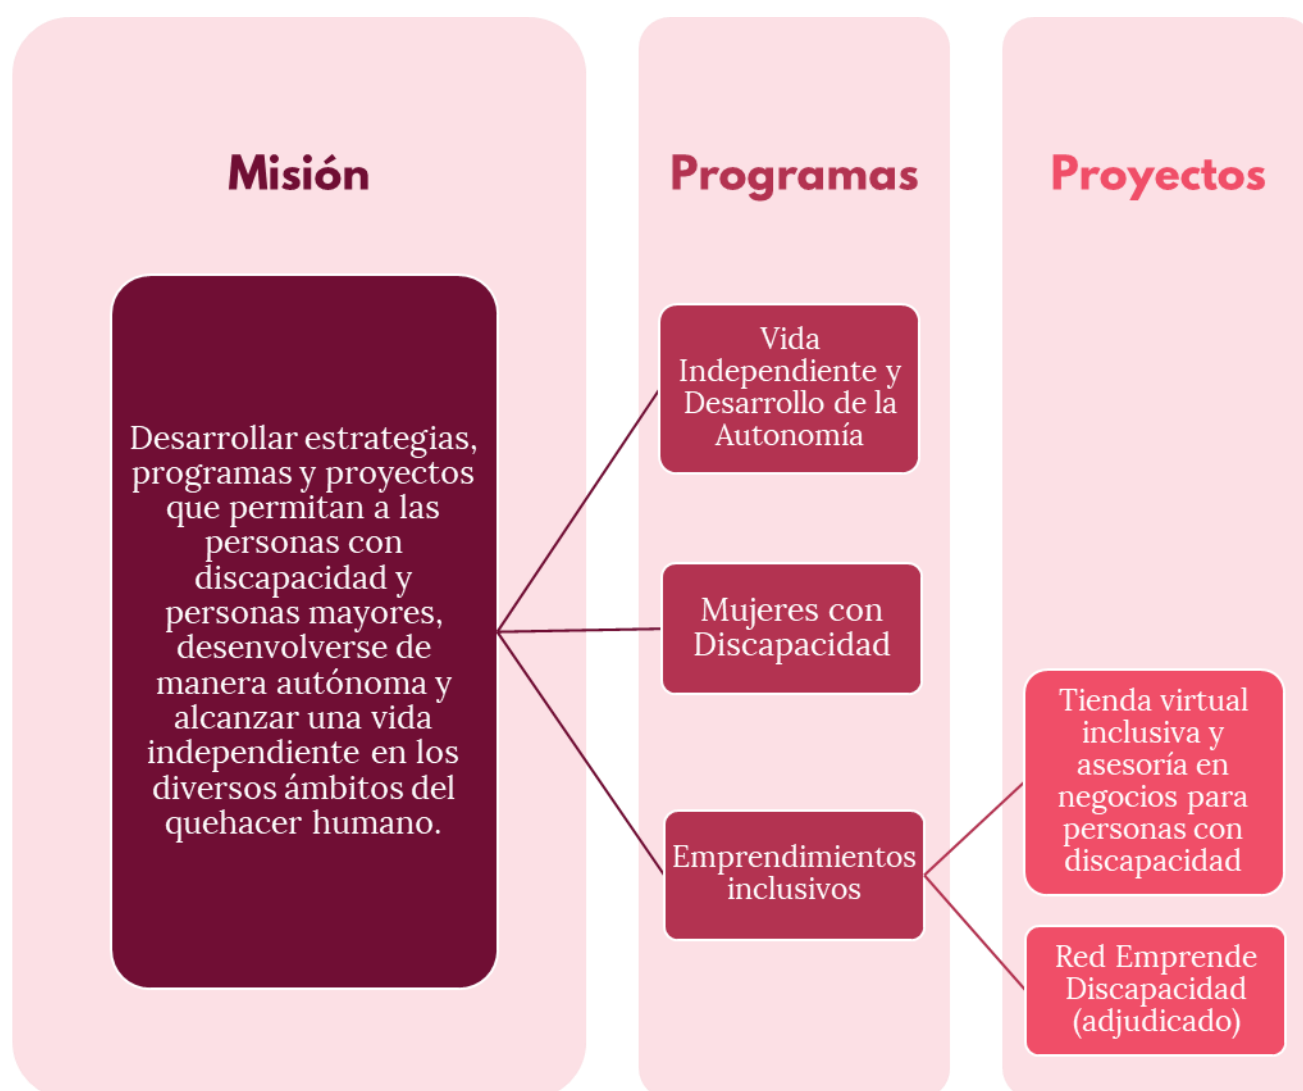 Misión
Desarrollar estrategias,
programas y proyectos
que permitan a las
personas con
discapacidad y
personas mayores,
desenvolverse de
manera autónoma y
alcanzar una vida
independiente en los
diversos ámbitos del
quehacer humano.
Programas
Vida
Independiente y
Desarrollo de la
Autonomía
Mujeres con
Discapacidad
Emprendimientos
inclusivos
Proyectos
Tienda virtual
inclusiva y
asesoría en
negocios para
personas con
discapacidad
Red Emprende
Discapacidad
(adjudicado)